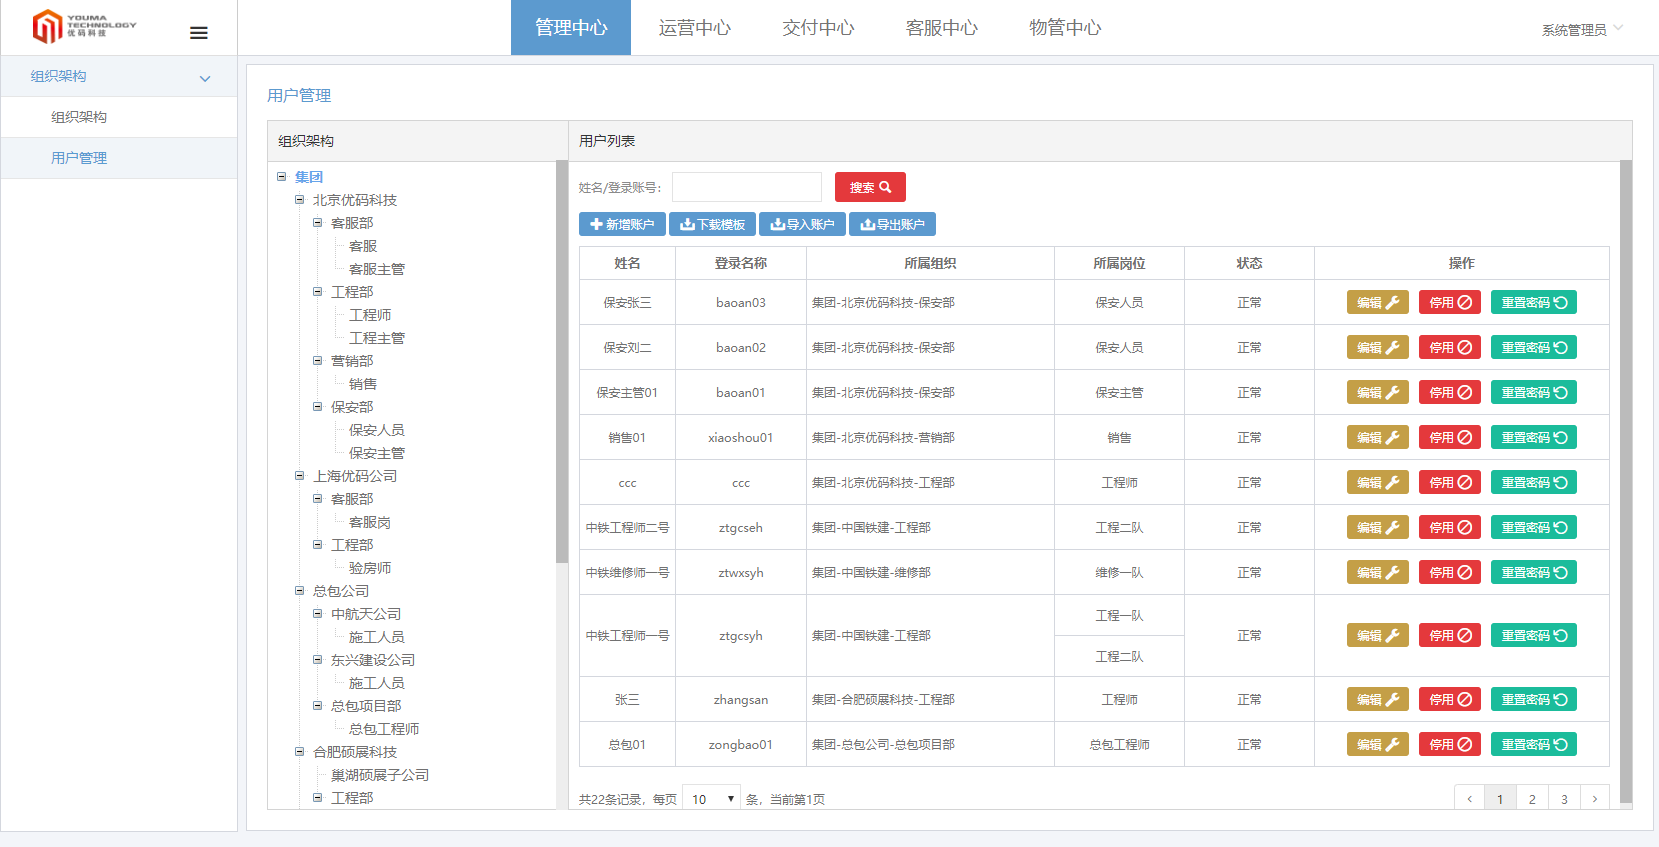 YOUMA
TECHNOLOGY
优码科技
管理中心 运营中心 交付中心 客服中心 物管中心
系统管理员
组织架构
组织架构
用户管理
用户管理
组织架构
集团
北京优码科技
客服部
客服
客服主管
工程部
工程师
工程主管
营销部
销售
保安部
保安人员
保安主管
上海优码公司
客服部
客服岗
工程部
验房师
总包公司
中航天公司
施工人员
东兴建设公司
施工人员
总包项目部
总包工程师
合肥硕展科技
巢湖硕展子公司
工程部
用户列表
姓名/登录账号: 搜索
新增账户 下载模板 导入账户 导出账户
姓名 登录名称 所属组织 所属岗位 状态 操作
保安张三 baoan03 集团-北京优码科技-保安部 保安人员 正常 编辑 停用 重置密码
保安刘二 baoan02 集团-北京优码科技-保安部 保安人员 正常 编辑 停用 重置密码
保安主管01 baoan01 集团-北京优码科技-保安部 保安主管 正常 编辑 停用 重置密码
销售01 xiaoshou01 集团-北京优码科技-营销部 销售 正常 编辑 停用 重置密码
ccc ccc 集团-北京优码科技-工程部 工程师 正常 编辑 停用 重置密码
中铁工程师二号 ztgcseh 集团-中国铁建-工程部 工程二队 正常 编辑 停用 重置密码
中铁维修师一号 ztwxsyh 集团-中国铁建-维修部 维修一队 正常 编辑 停用 重置密码
中铁工程师一号 ztgcsyh 集团-中国铁建-工程部 工程一队 工程二队 正常 编辑 停用 重置密码
张三 zhangsan 集团-合肥硕展科技-工程部 工程师 正常 编辑 停用 重置密码
总包01 zongbao01 集团-总包公司-总包项目部 总包工程师 正常 编辑 停用 重置密码
共22条记录，每页 10 条，当前第1页
‹ 1 2 3 ›